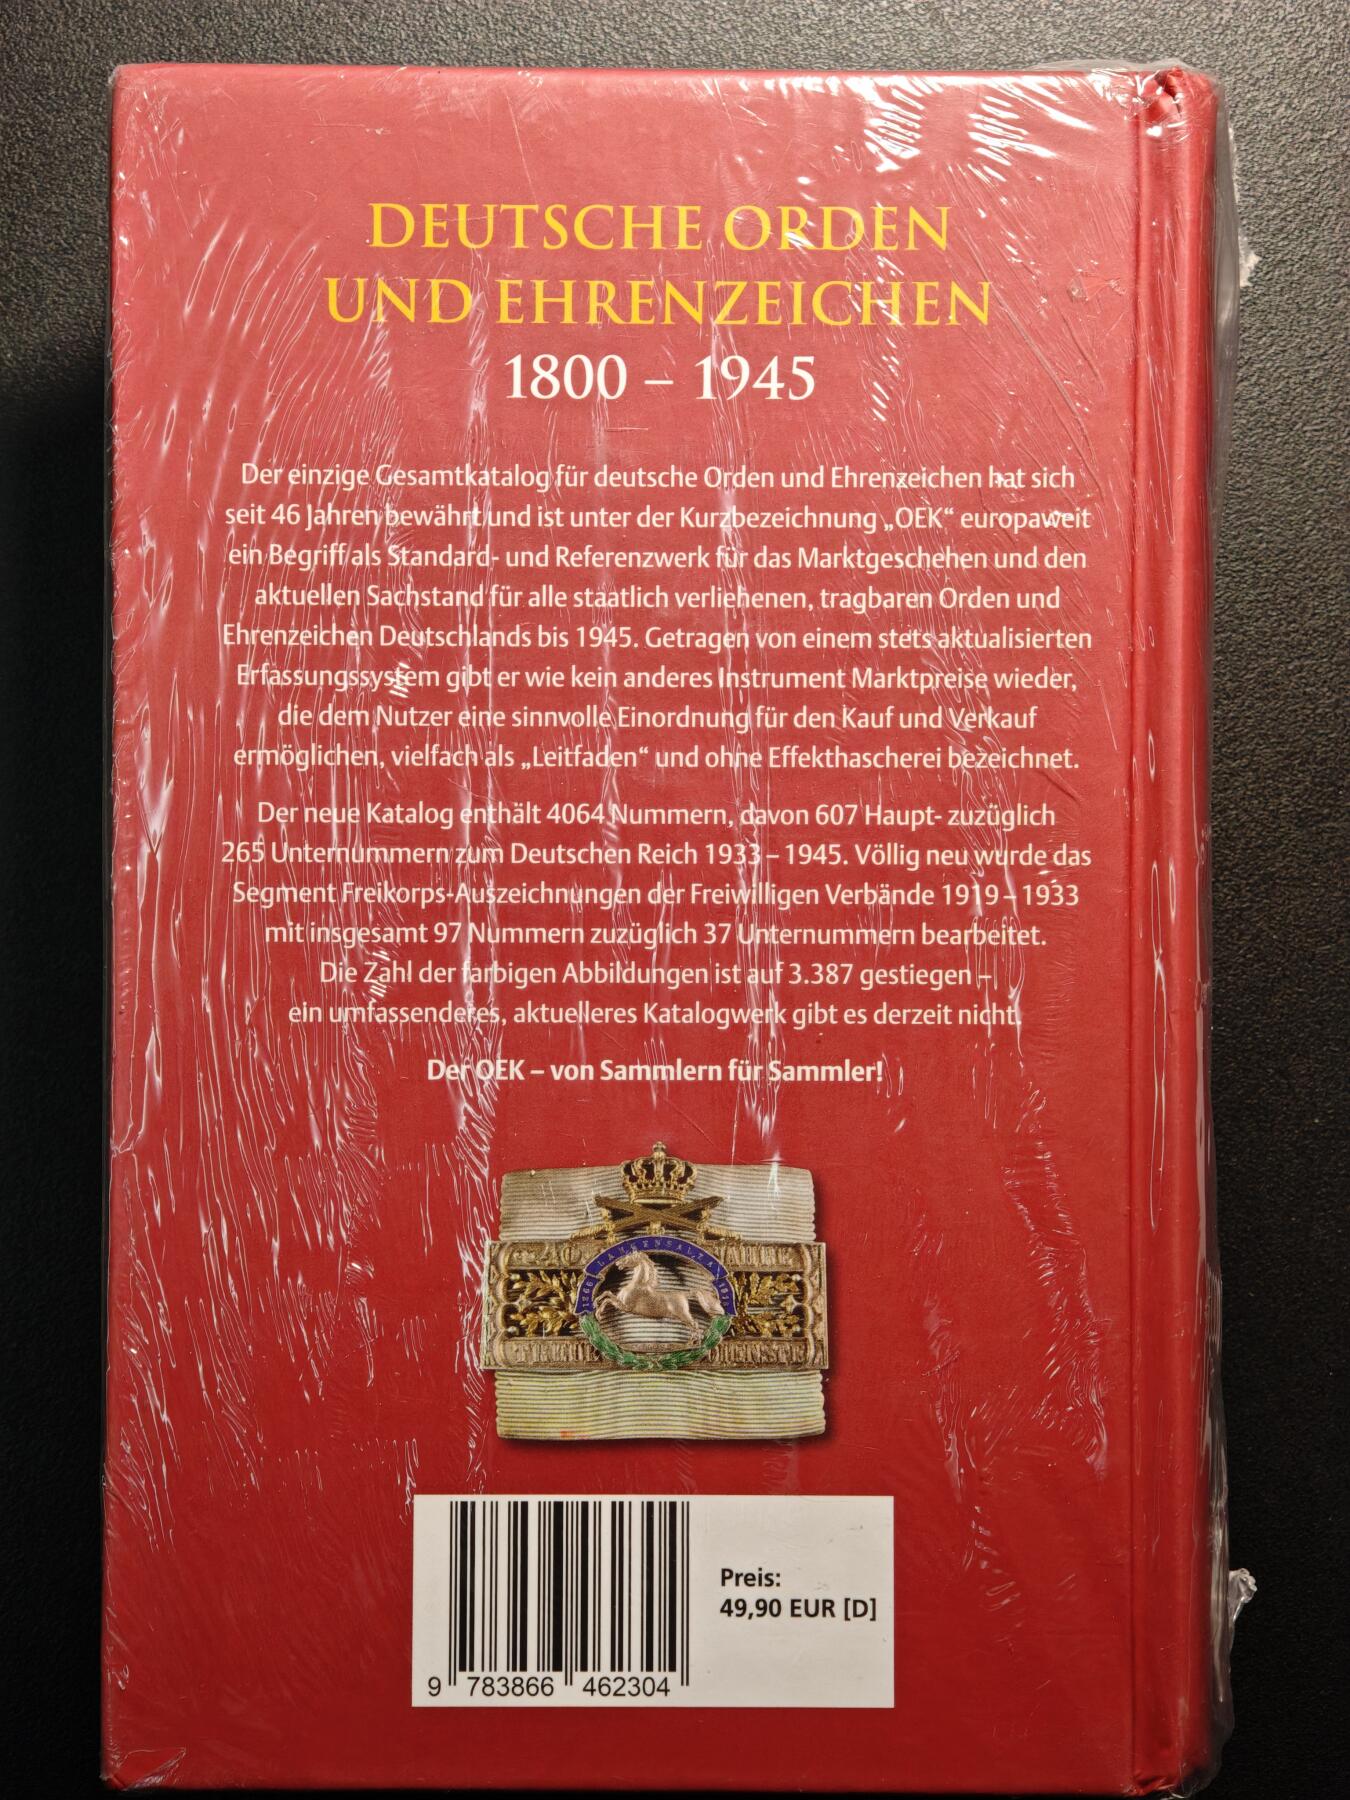 DEUTSCHE ORDEN
UND EHRENZEICHEN
1800 – 1945
Der einzige Gesamtkatalog für deutsche Orden und Ehrenzeichen hat sich
seit 46 Jahren bewährt und ist unter der Kurzbezeichnung „OEK“ europaweit
ein Begriff als Standard- und Referenzwerk für das Marktgeschehen und den
aktuellen Sachstand für alle staatlich verliehenen, tragbaren Orden und
Ehrenzeichen Deutschlands bis 1945. Getragen von einem stets aktualisierten
Erfassungssystem gibt er wie kein anderes Instrument Marktpreise wieder,
die dem Nutzer eine sinnvolle Einordnung für den Kauf und Verkauf
ermöglichen, vielfach als „Leitfaden“ und ohne Effekthascherei bezeichnet.
Der neue Katalog enthält 4064 Nummern, davon 607 Haupt- zuzüglich
265 Unternummern zum Deutschen Reich 1933 – 1945. Völlig neu wurde das
Segment Freikorps-Auszeichnungen der Freiwilligen Verbände 1919 – 1933
mit insgesamt 97 Nummern zuzüglich 37 Unternummern bearbeitet.
Die Zahl der farbigen Abbildungen ist auf 3.387 gestiegen –
ein umfassenderes, aktuelleres Katalogwerk gibt es derzeit nicht.
Der OEK – von Sammlern für Sammler!
LANGENSALZA
1866
Preis:
49,90 EUR [D]
9 783866 462304